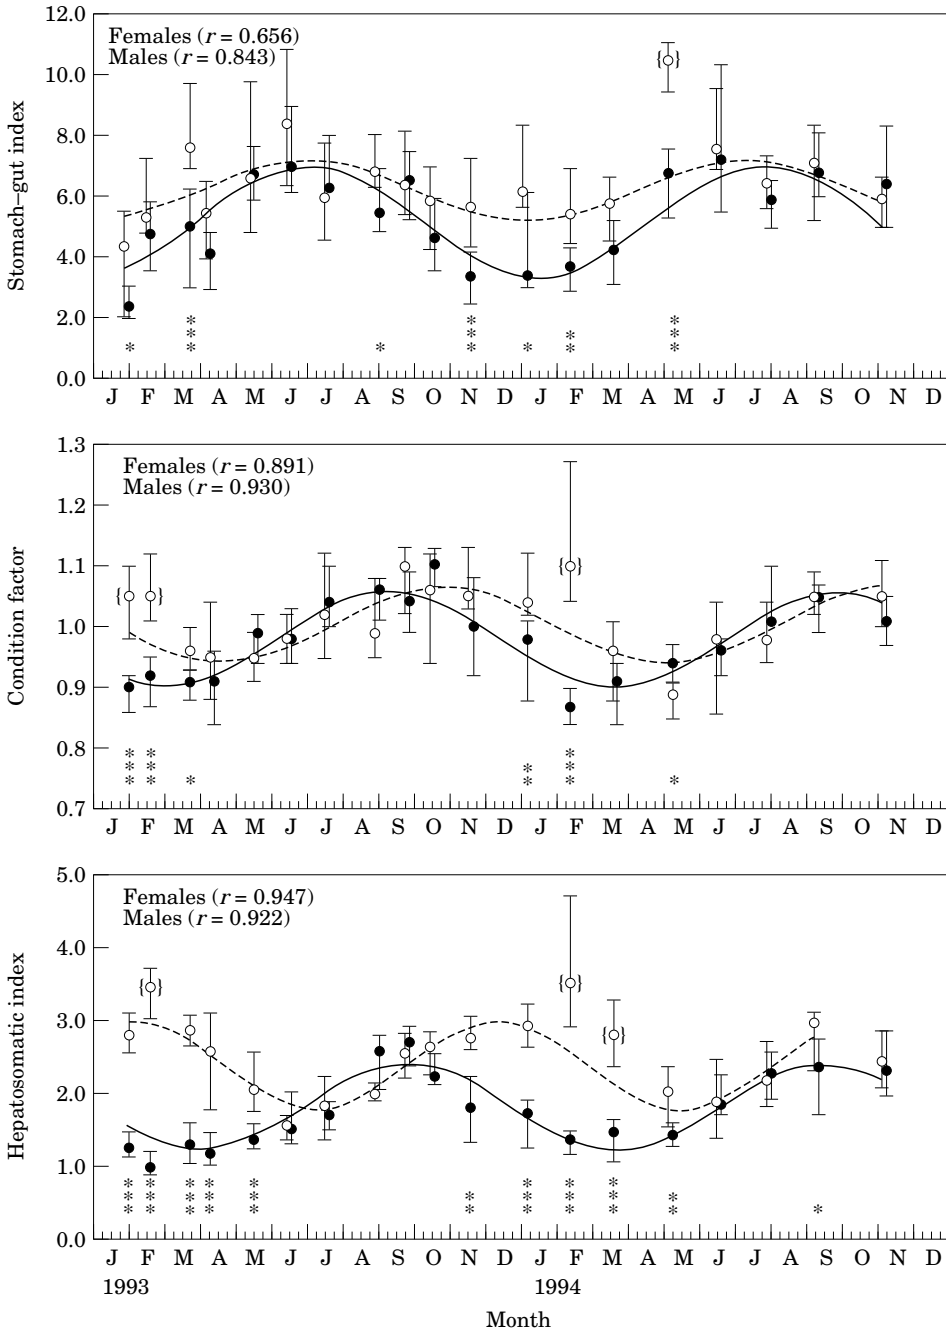 12.0
Females (r = 0.656)
Males (r = 0.843)
10.0
8.0
6.0
4.0
2.0
0.0
Stomach–gut index
* *** * *** * ** ***
J F M A M J J A S O N D J F M A M J J A S O N D
1.3
Females (r = 0.891)
Males (r = 0.930)
1.2
1.1
1.0
0.9
0.8
0.7
Condition factor
*** *** * ** *** *
J F M A M J J A S O N D J F M A M J J A S O N D
5.0
Females (r = 0.947)
Males (r = 0.922)
4.0
3.0
2.0
1.0
0.0
Hepatosomatic index
*** *** *** *** *** ** *** *** *** ** *
J F M A M J J A S O N D J F M A M J J A S O N D
1993 1994
Month